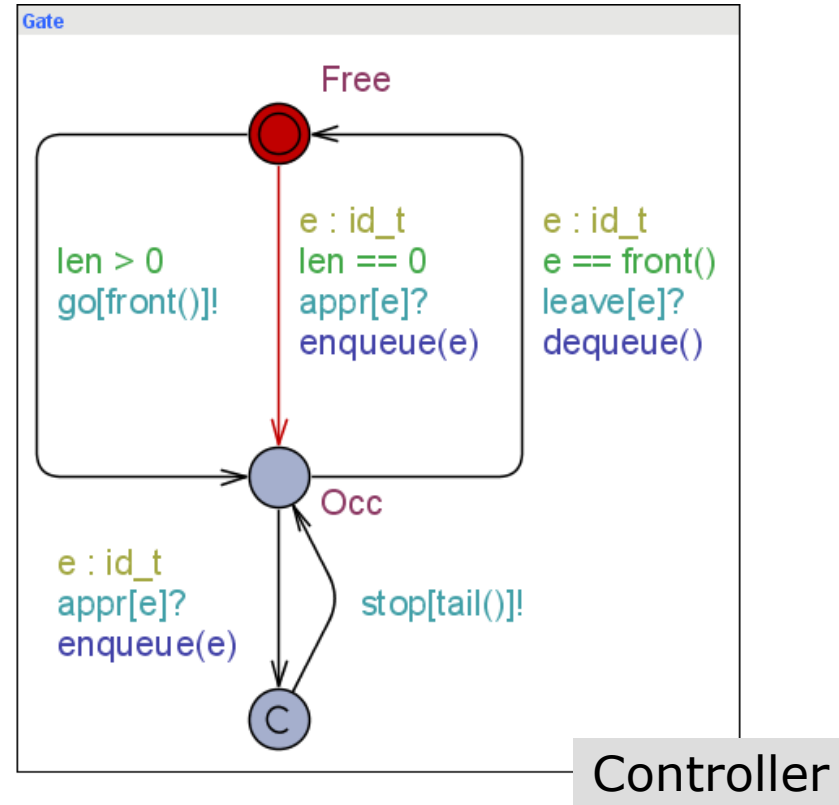 Gate
Free
len > 0
go[front()]!
e : id_t
len == 0
appr[e]?
enqueue(e)
e : id_t
e == front()
leave[e]?
dequeue()
Occ
e : id_t
appr[e]?
enqueue(e)
stop[tail()]!
C
Controller